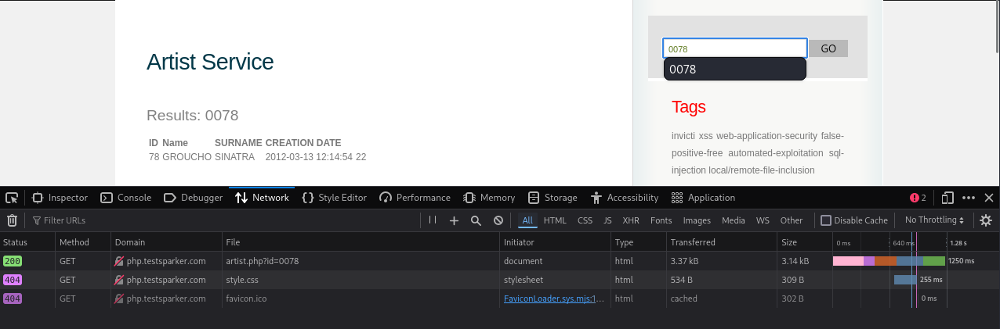 Artist Service
Results: 0078
ID Name SURNAME CREATION DATE
78 GROUCHO SINATRA 2012-03-13 12:14:54 22
0078 GO
0078
Tags
invicti xss web-application-security false-
positive-free automated-exploitation sql-
injection local/remote-file-inclusion
Inspector Console Debugger Network Style Editor Performance Memory Storage Accessibility Application 2
Filter URLs All HTML CSS JS XHR Fonts Images Media WS Other Disable Cache No Throttling
Status Method Domain File Initiator Type Transferred Size 0 ms 640 ms 1.28 s
200 GET php.testsparker.com artist.php?id=0078 document html 3.37 kB 3.14 kB 1250 ms
404 GET php.testsparker.com style.css stylesheet html 534 B 309 B 255 ms
404 GET php.testsparker.com favicon.ico FaviconLoader.sys.mjs:1... html cached 302 B 0 ms